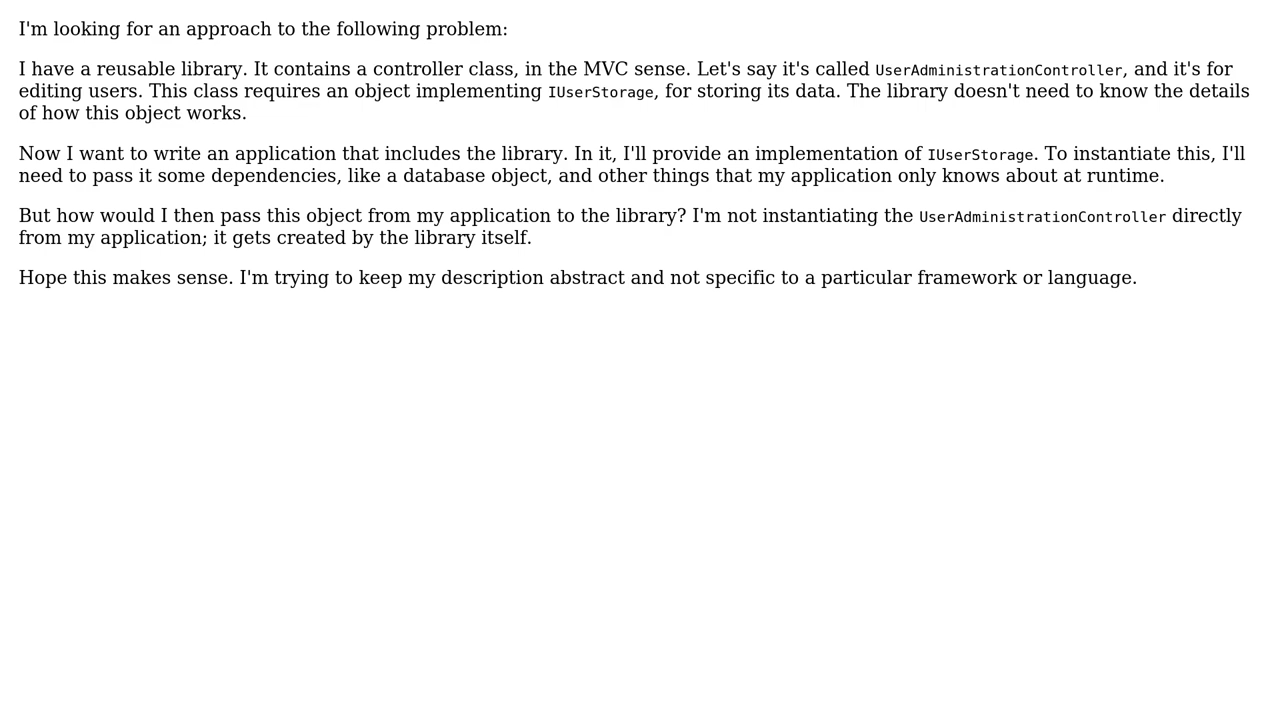 I'm looking for an approach to the following problem:
I have a reusable library. It contains a controller class, in the MVC sense. Let's say it's called UserAdministrationController, and it's for
editing users. This class requires an object implementing IUserStorage, for storing its data. The library doesn't need to know the details
of how this object works.
Now I want to write an application that includes the library. In it, I'll provide an implementation of IUserStorage. To instantiate this, I'll
need to pass it some dependencies, like a database object, and other things that my application only knows about at runtime.
But how would I then pass this object from my application to the library? I'm not instantiating the UserAdministrationController directly
from my application; it gets created by the library itself.
Hope this makes sense. I'm trying to keep my description abstract and not specific to a particular framework or language.